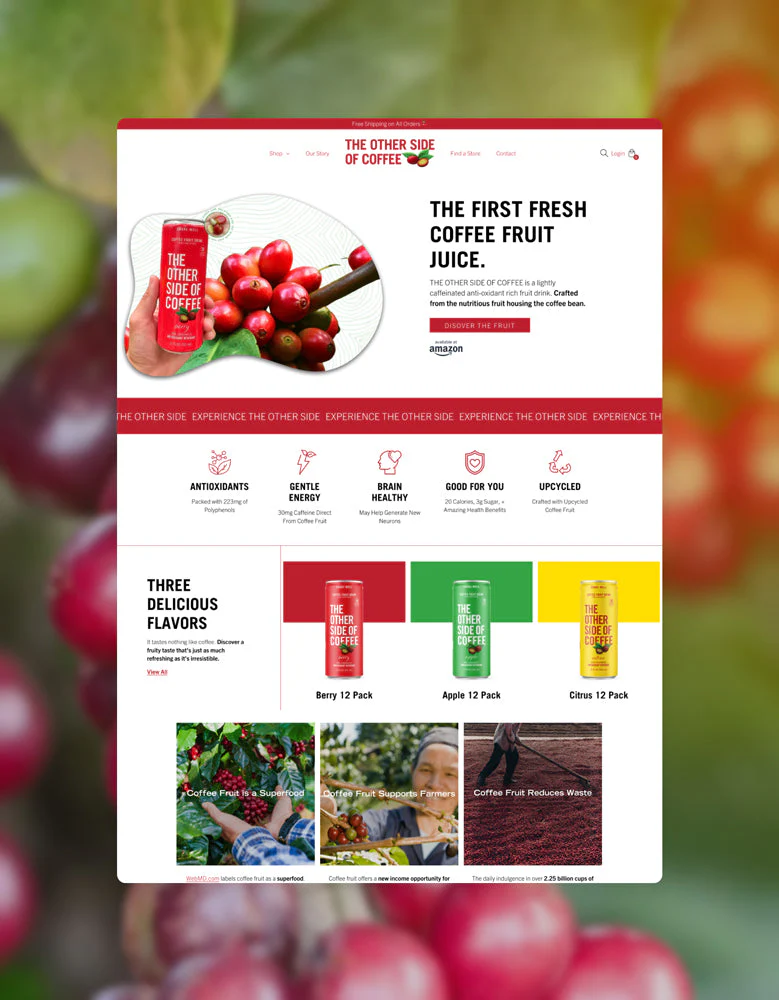 Free Shipping on All Orders
Shop
Our Story
THE OTHER SIDE
OF COFFEE
Find a Store
Contact
Login
THE FIRST FRESH
COFFEE FRUIT
JUICE.
THE OTHER SIDE OF COFFEE is a lightly
caffeinated anti-oxidant rich fruit drink. Crafted
from the nutritious fruit housing the coffee bean.
DISOVER THE FRUIT
available at
amazon
COFFEE FRUIT DRINK
THE
OTHER
SIDE OF
COFFEE
berry
THE OTHER SIDE EXPERIENCE THE OTHER SIDE EXPERIENCE THE OTHER SIDE EXPERIENCE THE OTHER SIDE EXPERIENCE TH
ANTIOXIDANTS
Packed with 223mg of
Polyphenols
GENTLE
ENERGY
30mg Caffeine Direct
From Coffee Fruit
BRAIN
HEALTHY
May Help Generate New
Neurons
GOOD FOR YOU
20 Calories, 3g Sugar, +
Amazing Health Benefits
UPCYCLED
Crafted with Upcycled
Coffee Fruit
THREE
DELICIOUS
FLAVORS
It tastes nothing like coffee. Discover a
fruity taste that's just as much
refreshing as it's irresistible.
View All
THE
OTHER
SIDE OF
COFFEE
Berry 12 Pack
THE
OTHER
SIDE OF
COFFEE
Apple 12 Pack
THE
OTHER
SIDE OF
COFFEE
Citrus 12 Pack
Coffee Fruit is a Superfood
Coffee Fruit Supports Farmers
Coffee Fruit Reduces Waste
WebMD.com labels coffee fruit as a superfood.
Coffee fruit offers a new income opportunity for
The daily indulgence in over 2.25 billion cups of